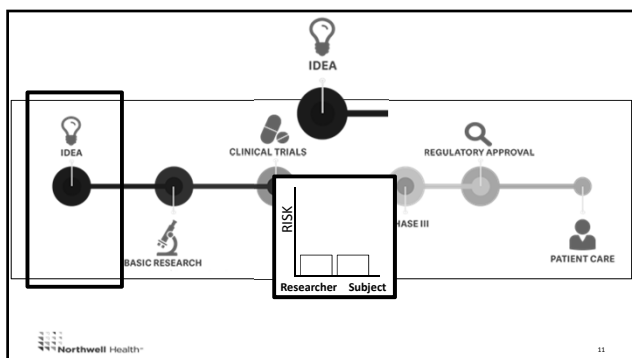 IDEA
IDEA
CLINICAL TRIALS
REGULATORY APPROVAL
RISK
HASE III
BASIC RESEARCH
PATIENT CARE
Researcher Subject
Northwell Health
11